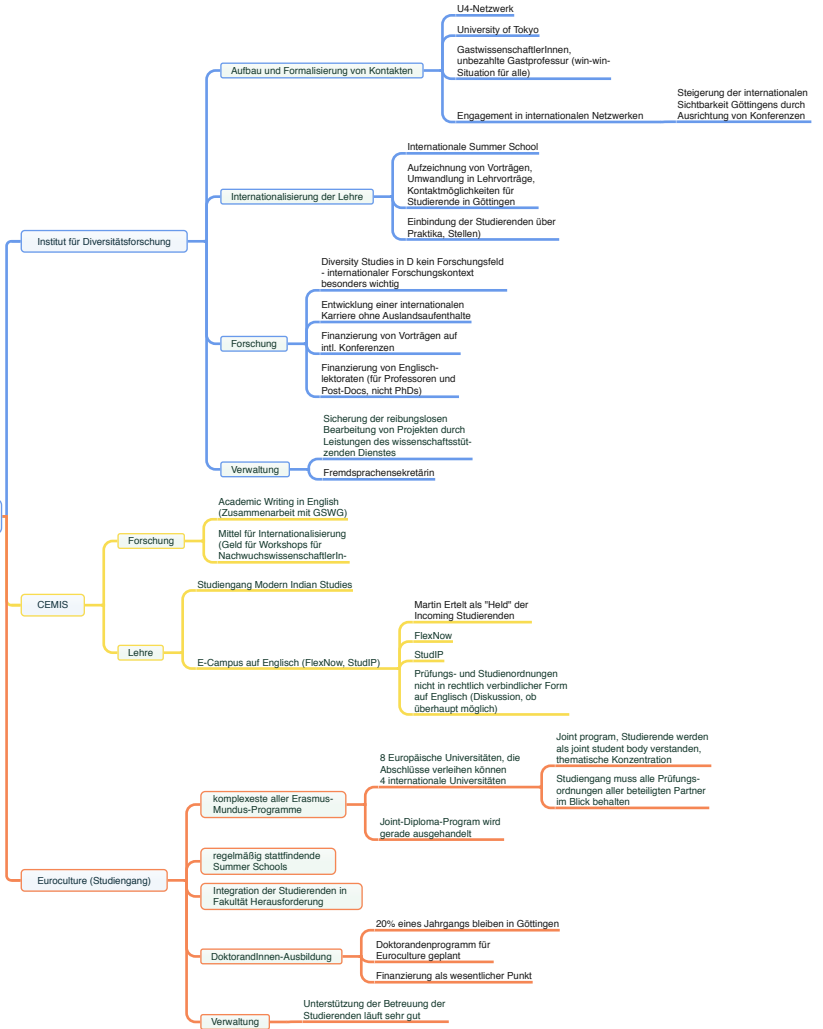 Institut für Diversitätsforschung
Aufbau und Formalisierung von Kontakten
U4-Netzwerk
University of Tokyo
GastwissenschaftlerInnen,
unbezahlte Gastprofessur (win-win-
Situation für alle)
Engagement in internationalen Netzwerken
Steigerung der internationalen
Sichtbarkeit Göttingens durch
Ausrichtung von Konferenzen
Internationalisierung der Lehre
Internationale Summer School
Aufzeichnung von Vorträgen,
Umwandlung in Lehrvorträge,
Kontaktmöglichkeiten für
Studierende in Göttingen
Einbindung der Studierenden über
Praktika, Stellen)
Forschung
Diversity Studies in D kein Forschungsfeld
- internationaler Forschungskontext
besonders wichtig
Entwicklung einer internationalen
Karriere ohne Auslandsaufenthalte
Finanzierung von Vorträgen auf
intl. Konferenzen
Finanzierung von Englisch-
lektoraten (für Professoren und
Post-Docs, nicht PhDs)
Verwaltung
Sicherung der reibungslosen
Bearbeitung von Projekten durch
Leistungen des wissenschaftsstüt-
zenden Dienstes
Fremdsprachensekretärin
CEMIS
Forschung
Academic Writing in English
(Zusammenarbeit mit GSWG)
Mittel für Internationalisierung
(Geld für Workshops für
NachwuchswissenschaftlerIn-
Lehre
Studiengang Modern Indian Studies
E-Campus auf Englisch (FlexNow, StudIP)
Martin Ertelt als "Held" der
Incoming Studierenden
FlexNow
StudIP
Prüfungs- und Studienordnungen
nicht in rechtlich verbindlicher Form
auf Englisch (Diskussion, ob
überhaupt möglich)
Euroculture (Studiengang)
komplexeste aller Erasmus-
Mundus-Programme
8 Europäische Universitäten, die
Abschlüsse verleihen können
4 internationale Universitäten
Joint program, Studierende werden
als joint student body verstanden,
thematische Konzentration
Studiengang muss alle Prüfungs-
ordnungen aller beteiligten Partner
im Blick behalten
Joint-Diploma-Program wird
gerade ausgehandelt
regelmäßig stattfindende
Summer Schools
Integration der Studierenden in
Fakultät Herausforderung
DoktorandInnen-Ausbildung
20% eines Jahrgangs bleiben in Göttingen
Doktorandenprogramm für
Euroculture geplant
Finanzierung als wesentlicher Punkt
Verwaltung
Unterstützung der Betreuung der
Studierenden läuft sehr gut